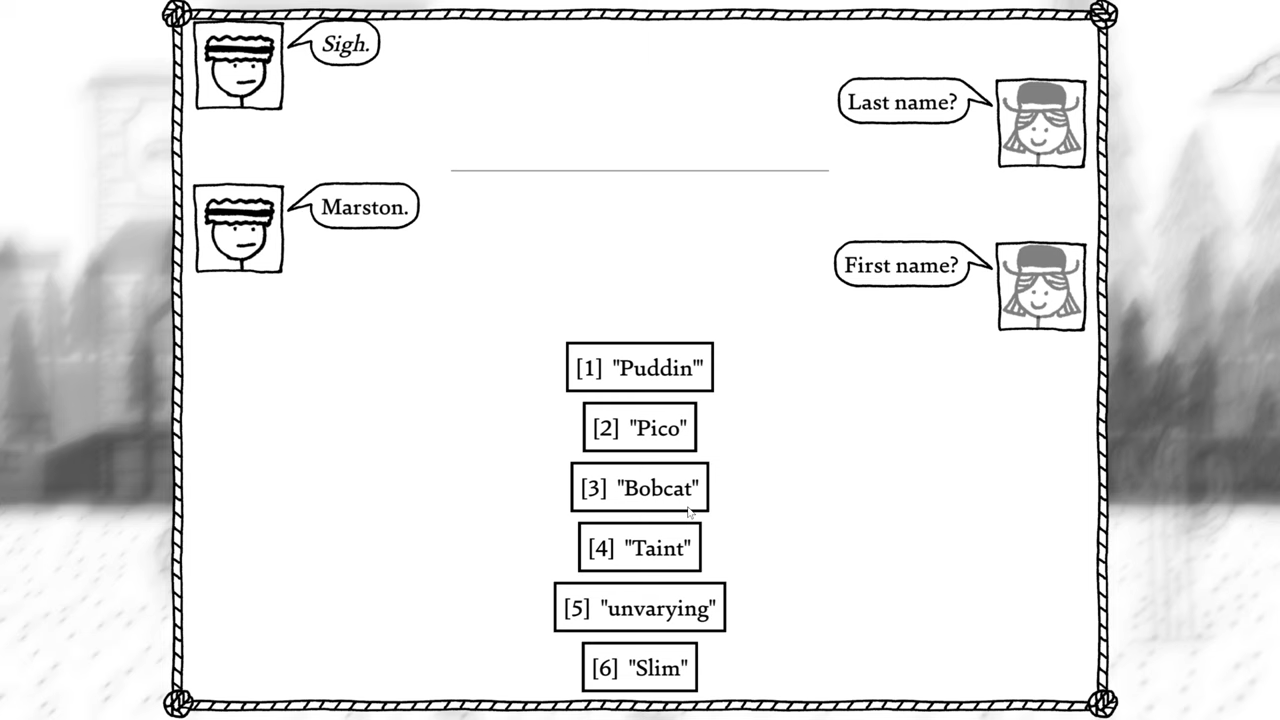 Sigh.
Last name?
Marston.
First name?
[1] "Puddin'"
[2] "Pico"
[3] "Bobcat"
[4] "Taint"
[5] "unvarying"
[6] "Slim"